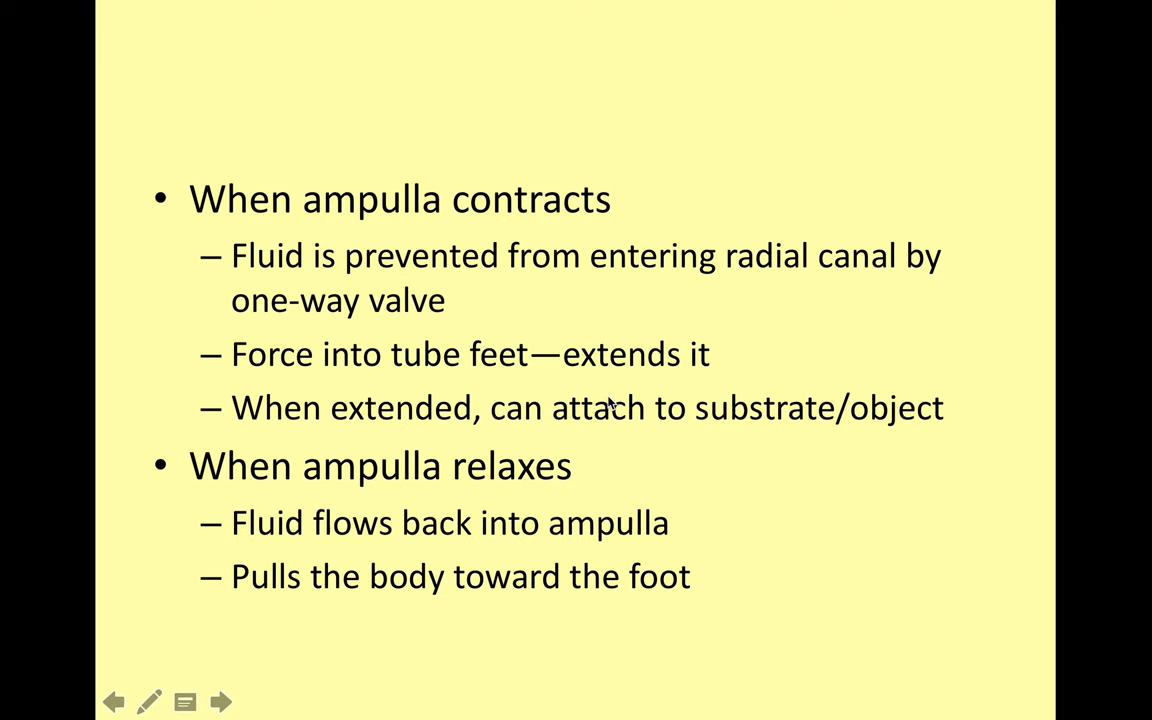 • When ampulla contracts
– Fluid is prevented from entering radial canal by
one-way valve
– Force into tube feet—extends it
– When extended, can attach to substrate/object
• When ampulla relaxes
– Fluid flows back into ampulla
– Pulls the body toward the foot